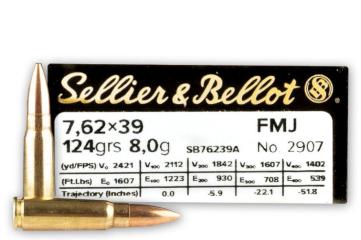 Sellier & Bellot
7,62×39 FMJ
124grs 8,0g SB76239A No 2907
(yd/FPS) V₀ 2421 V₁₀₀ 2112 V₂₀₀ 1842 V₃₀₀ 1607 V₄₀₀ 1402
(Ft.Lbs) E₀ 1607 E₁₀₀ 1223 E₂₀₀ 930 E₃₀₀ 708 E₄₀₀ 539
Trajectory (Inches) 0.0 -5.9 -22.1 -51.8